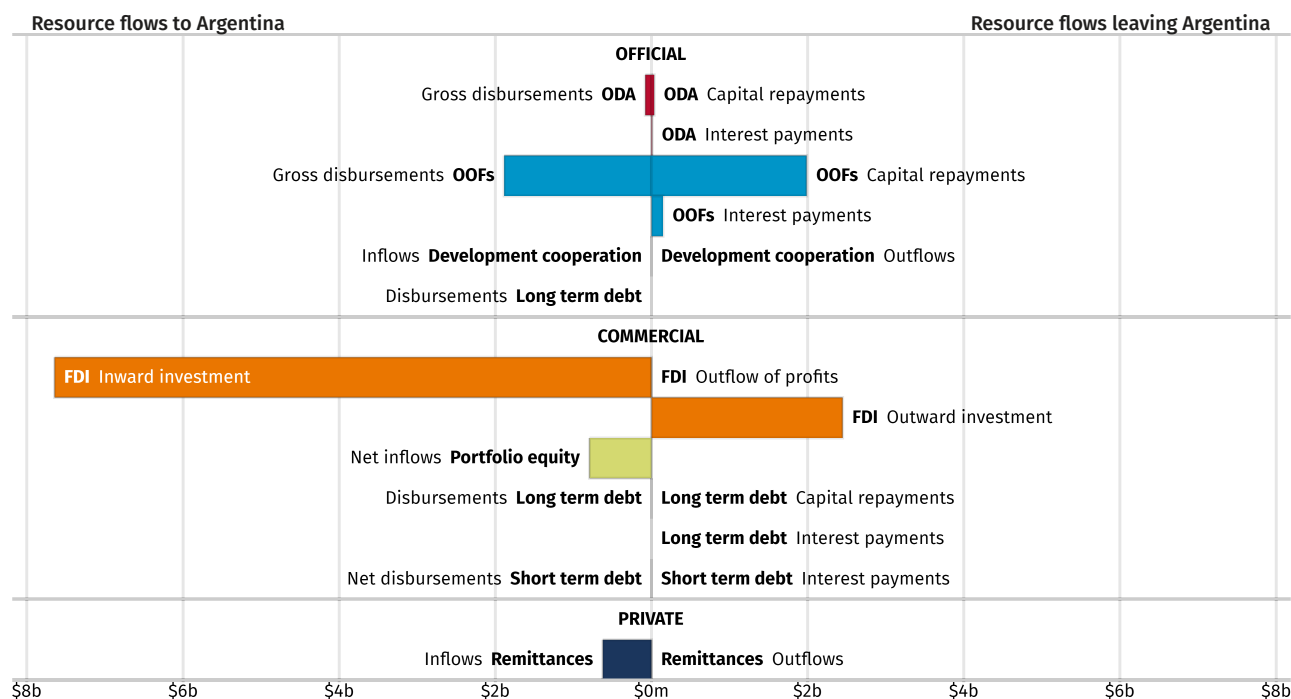 Resource flows to Argentina Resource flows leaving Argentina
OFFICIAL
Gross disbursements ODA ODA Capital repayments
ODA Interest payments
Gross disbursements OOFs OOFs Capital repayments
OOFs Interest payments
Inflows Development cooperation Development cooperation Outflows
Disbursements Long term debt
COMMERCIAL
FDI Inward investment FDI Outflow of profits
FDI Outward investment
Net inflows Portfolio equity
Disbursements Long term debt Long term debt Capital repayments
Long term debt Interest payments
Net disbursements Short term debt Short term debt Interest payments
PRIVATE
Inflows Remittances Remittances Outflows
$8b $6b $4b $2b $0m $2b $4b $6b $8b